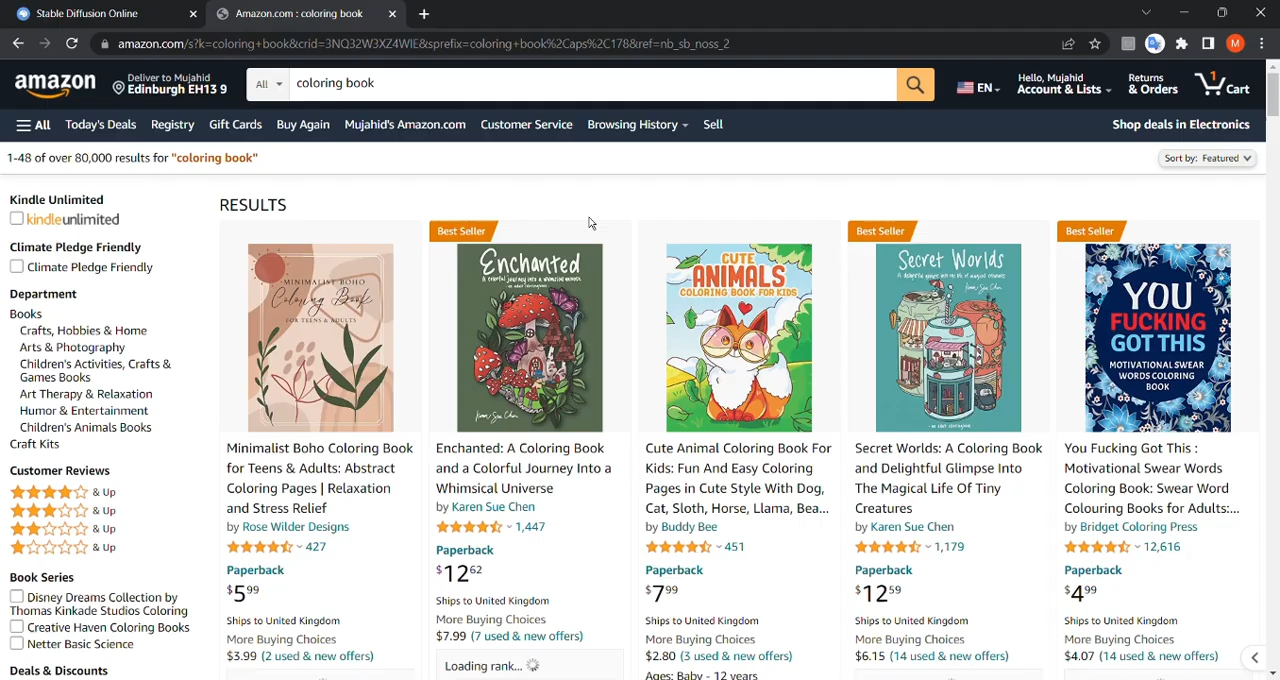 Stable Diffusion Online
Amazon.com : coloring book
amazon.com/s?k=coloring+book&crid=3NQ32W3XZ4WIE&sprefix=coloring+book%2Caps%2C178&ref=nb_sb_noss_2
M
amazon
Deliver to Mujahid
Edinburgh EH13 9
All
coloring book
EN
Hello, Mujahid
Account & Lists
Returns
& Orders
1
Cart
All
Today's Deals
Registry
Gift Cards
Buy Again
Mujahid's Amazon.com
Customer Service
Browsing History
Sell
Shop deals in Electronics
1-48 of over 80,000 results for "coloring book"
Sort by: Featured
Kindle Unlimited
kindleunlimited
Climate Pledge Friendly
Climate Pledge Friendly
Department
Books
Crafts, Hobbies & Home
Arts & Photography
Children's Activities, Crafts &
Games Books
Art Therapy & Relaxation
Humor & Entertainment
Children's Animals Books
Craft Kits
Customer Reviews
& Up
& Up
& Up
& Up
Book Series
Disney Dreams Collection by
Thomas Kinkade Studios Coloring
Creative Haven Coloring Books
Netter Basic Science
Deals & Discounts
RESULTS
MINIMALIST BOHO
Coloring Book
FOR TEENS & ADULTS
Minimalist Boho Coloring Book
for Teens & Adults: Abstract
Coloring Pages | Relaxation
and Stress Relief
by Rose Wilder Designs
427
Paperback
$5 99
Ships to United Kingdom
More Buying Choices
$3.99 (2 used & new offers)
Best Seller
Enchanted
Karen Sue Chen
Enchanted: A Coloring Book
and a Colorful Journey Into a
Whimsical Universe
by Karen Sue Chen
1,447
Paperback
$12 62
Ships to United Kingdom
More Buying Choices
$7.99 (7 used & new offers)
Loading rank...
CUTE
ANIMALS
COLORING BOOK FOR KIDS
Cute Animal Coloring Book For
Kids: Fun And Easy Coloring
Pages in Cute Style With Dog,
Cat, Sloth, Horse, Llama, Bea...
by Buddy Bee
451
Paperback
$7 99
Ships to United Kingdom
More Buying Choices
$2.80 (3 used & new offers)
Ages: Baby - 12 years
Best Seller
Secret Worlds
Karen Sue Chen
Secret Worlds: A Coloring Book
and Delightful Glimpse Into
The Magical Life Of Tiny
Creatures
by Karen Sue Chen
1,179
Paperback
$12 59
Ships to United Kingdom
More Buying Choices
$6.15 (14 used & new offers)
Best Seller
YOU
FUCKING
GOT THIS
MOTIVATIONAL SWEAR
WORDS COLORING
BOOK
You Fucking Got This :
Motivational Swear Words
Coloring Book: Swear Word
Colouring Books for Adults:...
by Bridget Coloring Press
12,616
Paperback
$4 99
Ships to United Kingdom
More Buying Choices
$4.07 (14 used & new offers)